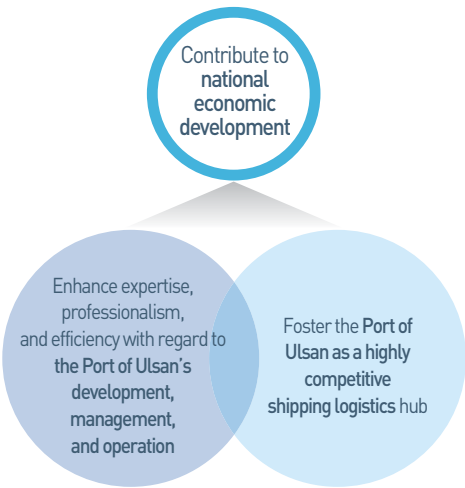 Contribute to
national
economic
development
Enhance expertise,
professionalism,
and efficiency with regard to
the Port of Ulsan's
development,
management,
and operation
Foster the Port of
Ulsan as a highly
competitive
shipping logistics hub